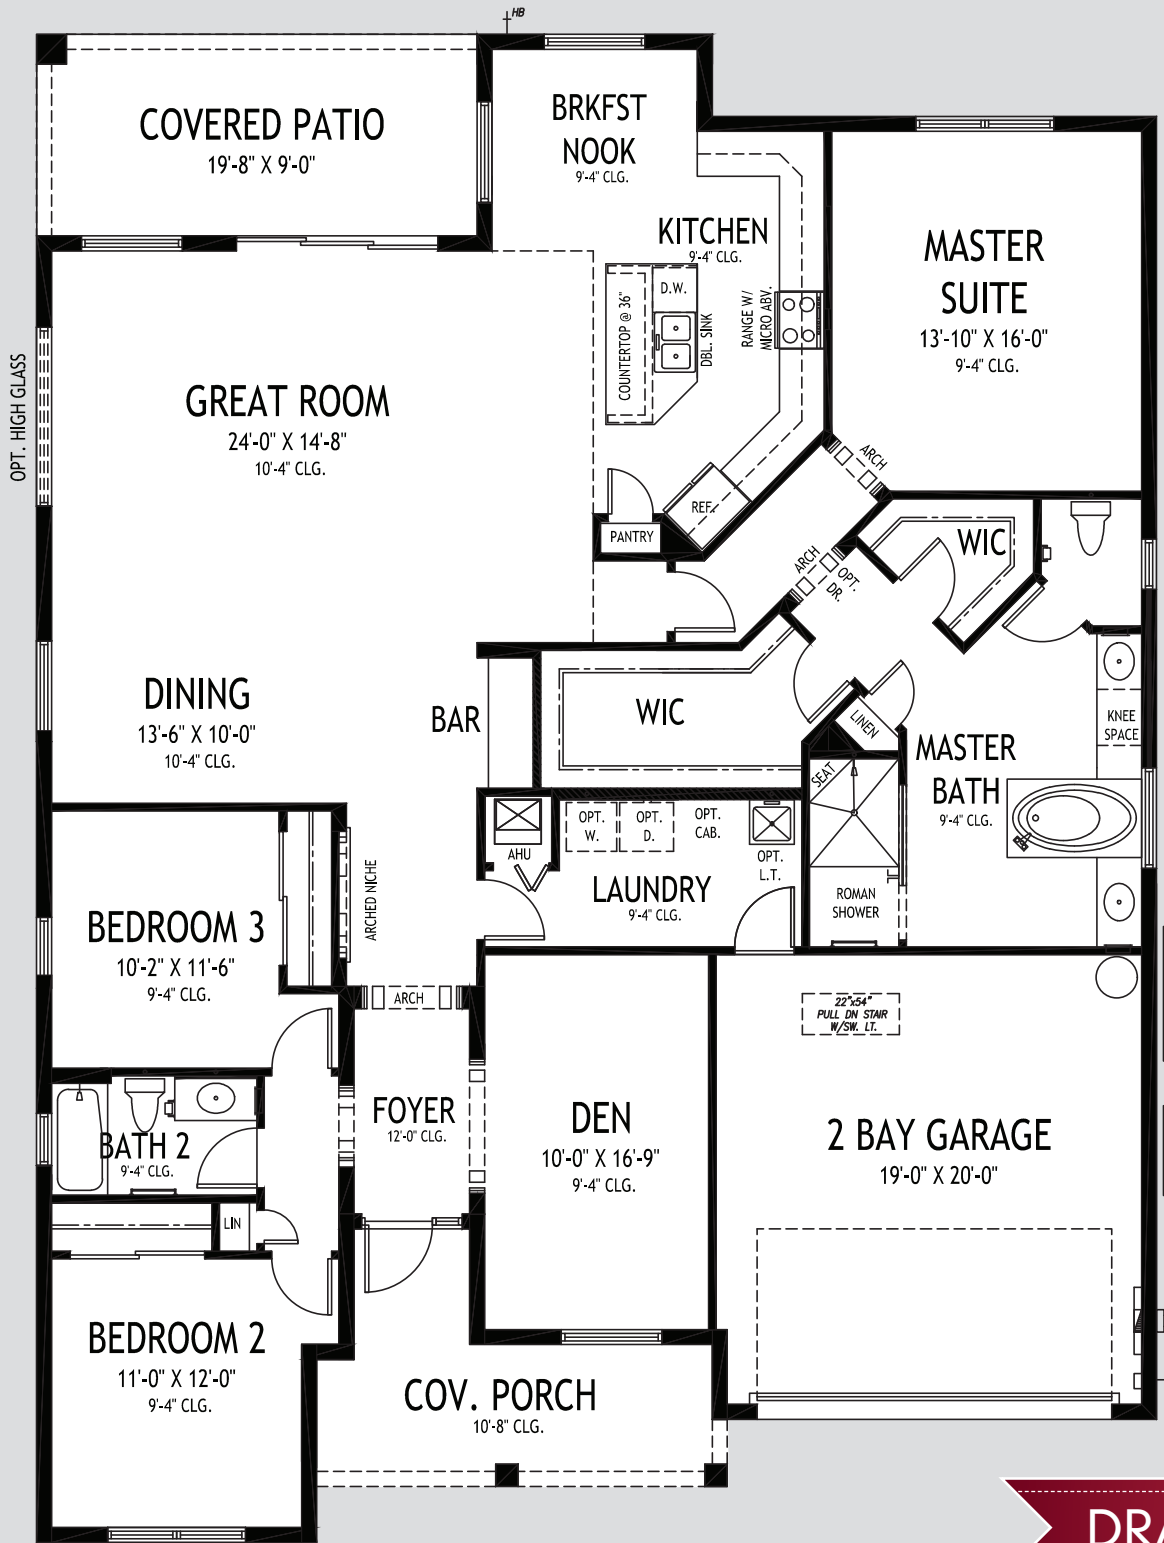 HB
COVERED PATIO
19'-8" X 9'-0"
BRKFST
NOOK
9'-4" CLG.
KITCHEN
9'-4" CLG.
D.W.
COUNTERTOP @ 36"
DBL. SINK
RANGE W/
MICRO ABV.
MASTER
SUITE
13'-10" X 16'-0"
9'-4" CLG.
OPT. HIGH GLASS
GREAT ROOM
24'-0" X 14'-8"
10'-4" CLG.
REF.
PANTRY
ARCH
ARCH
OPT.
DR.
WIC
DINING
13'-6" X 10'-0"
10'-4" CLG.
BAR
WIC
LINEN
KNEE
SPACE
MASTER
BATH
9'-4" CLG.
SEAT
ROMAN
SHOWER
AHU
OPT.
W.
OPT.
D.
OPT.
CAB.
OPT.
L.T.
LAUNDRY
9'-4" CLG.
BEDROOM 3
10'-2" X 11'-6"
9'-4" CLG.
ARCHED NICHE
ARCH
22"x54"
PULL DN STAIR
W/SW. LT.
FOYER
12'-0" CLG.
DEN
10'-0" X 16'-9"
9'-4" CLG.
2 BAY GARAGE
19'-0" X 20'-0"
BATH 2
9'-4" CLG.
LIN
BEDROOM 2
11'-0" X 12'-0"
9'-4" CLG.
COV. PORCH
10'-8" CLG.
DRA